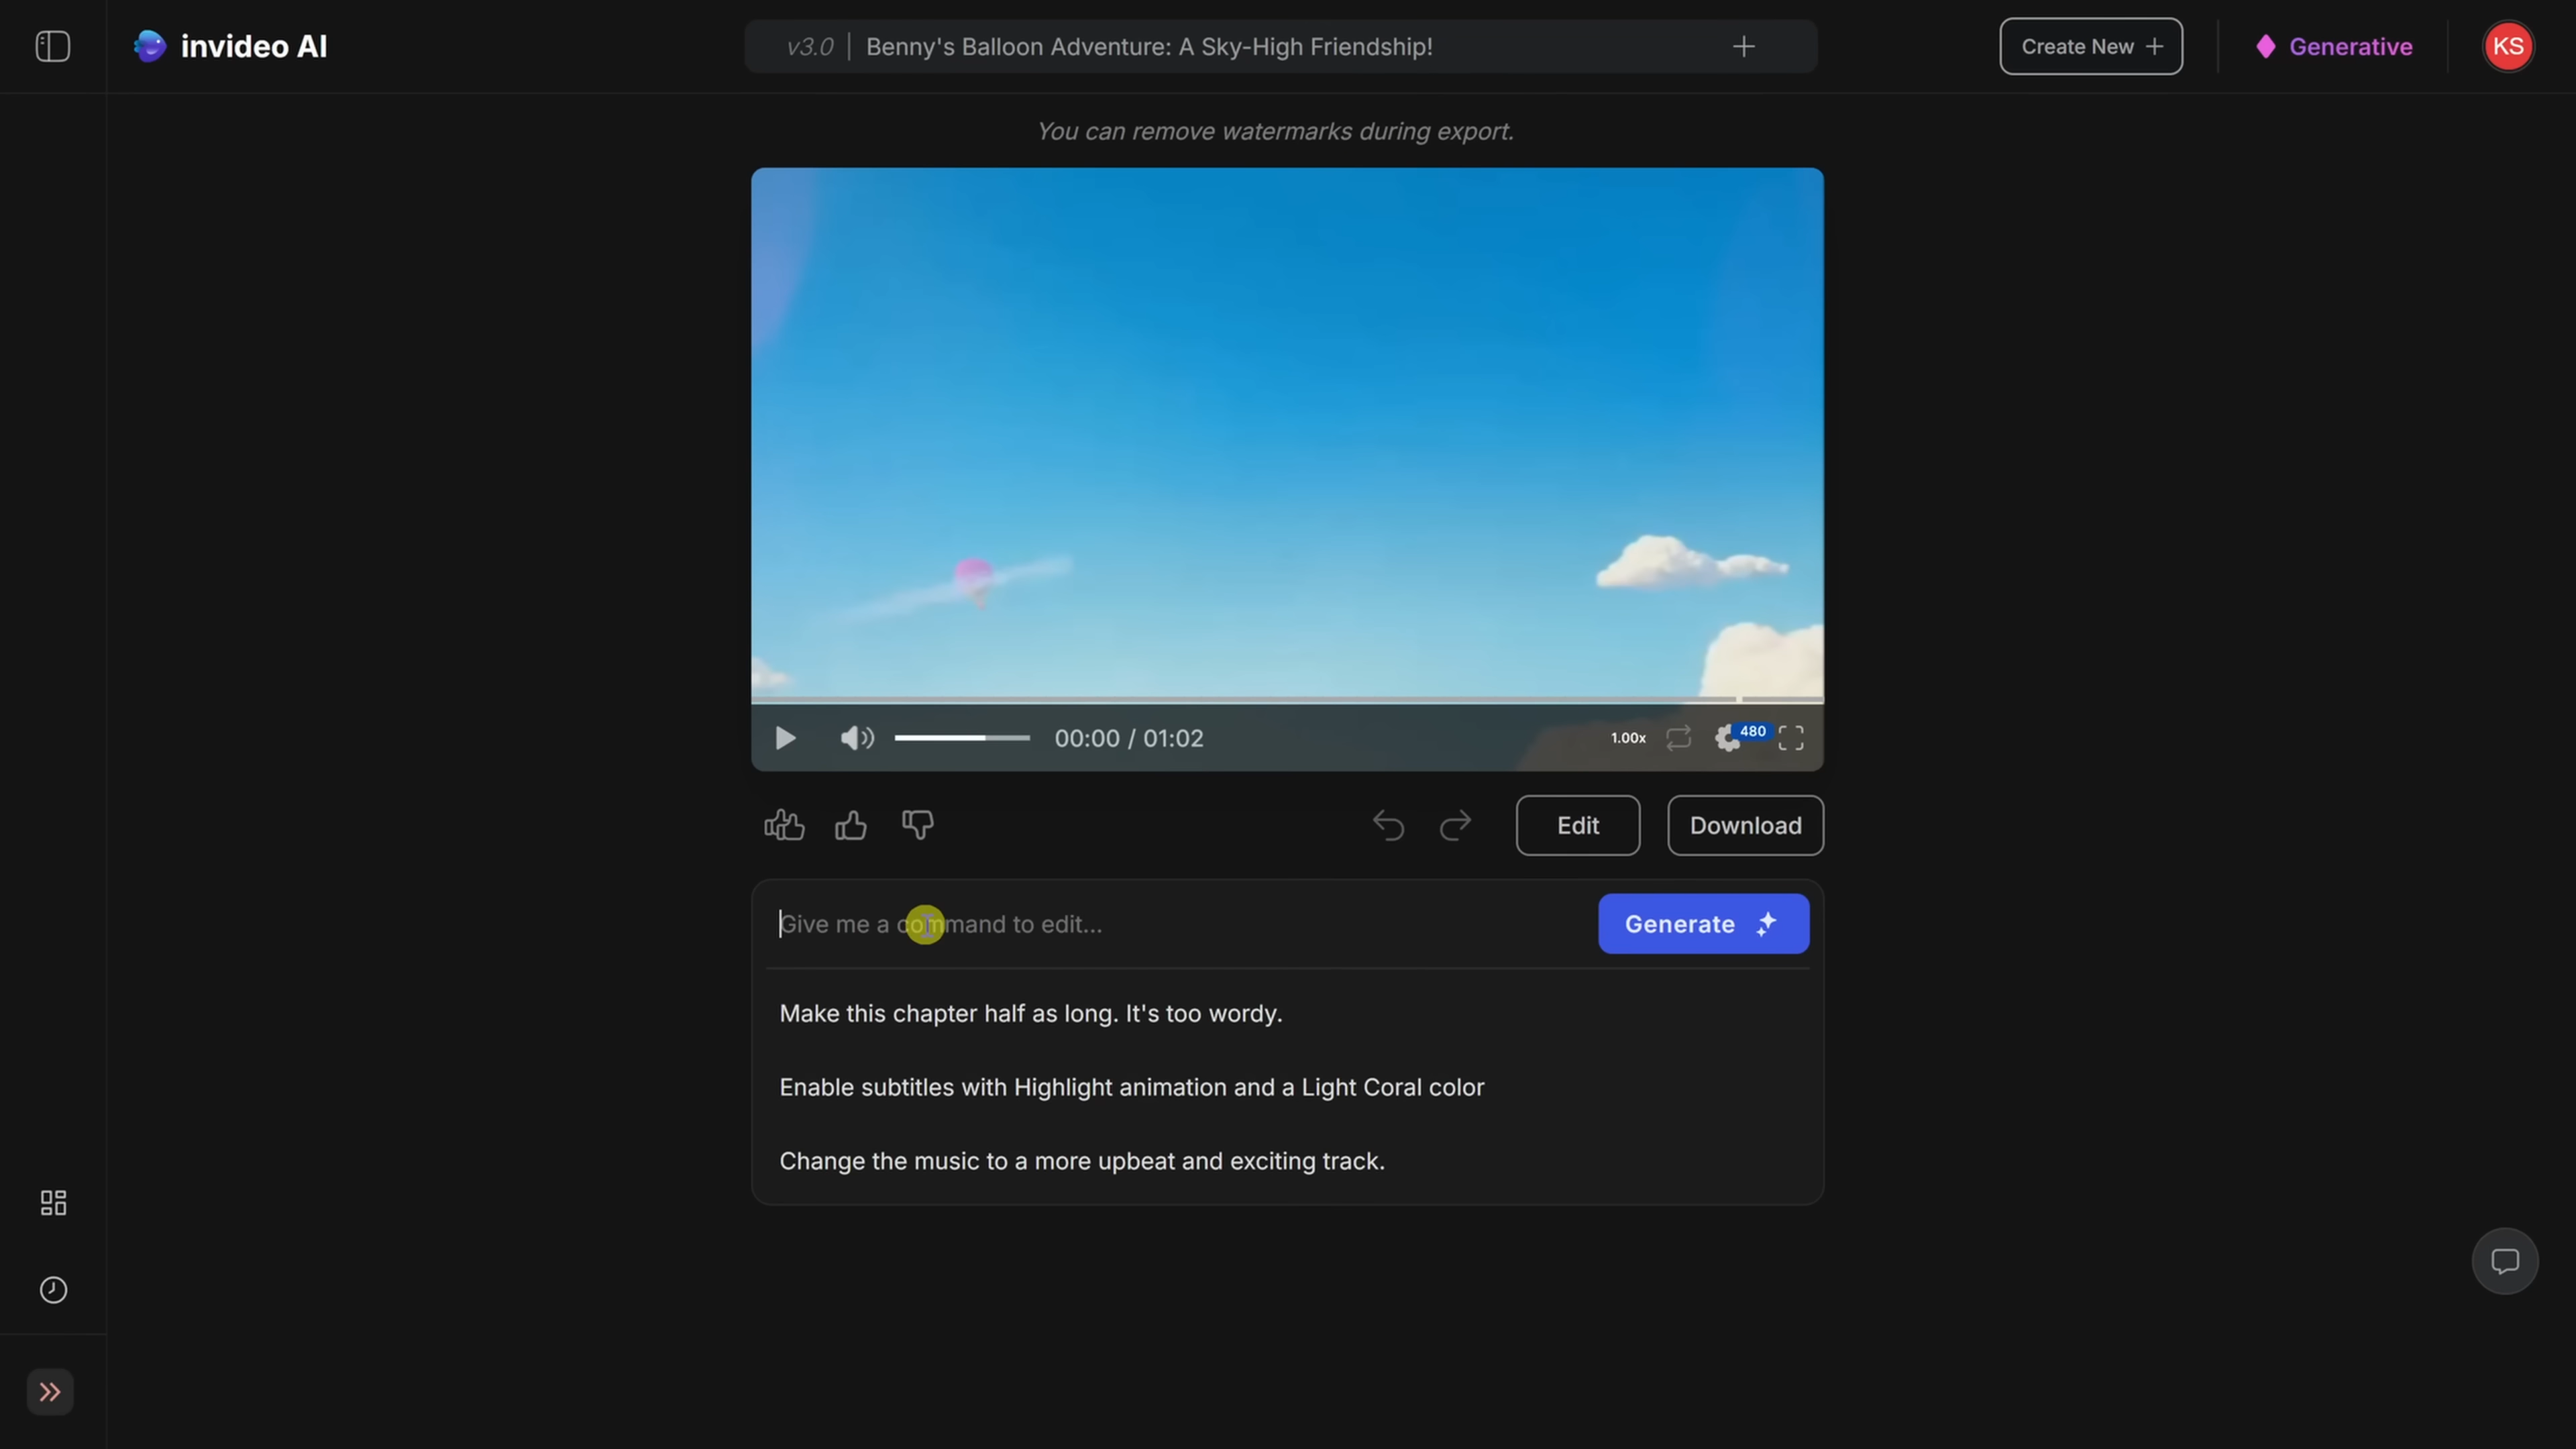 invideo AI
v3.0 | Benny's Balloon Adventure: A Sky-High Friendship!
Create New
Generative
KS
You can remove watermarks during export.
00:00 / 01:02
1.00x
480
Edit
Download
Give me a command to edit...
Generate
Make this chapter half as long. It's too wordy.
Enable subtitles with Highlight animation and a Light Coral color
Change the music to a more upbeat and exciting track.